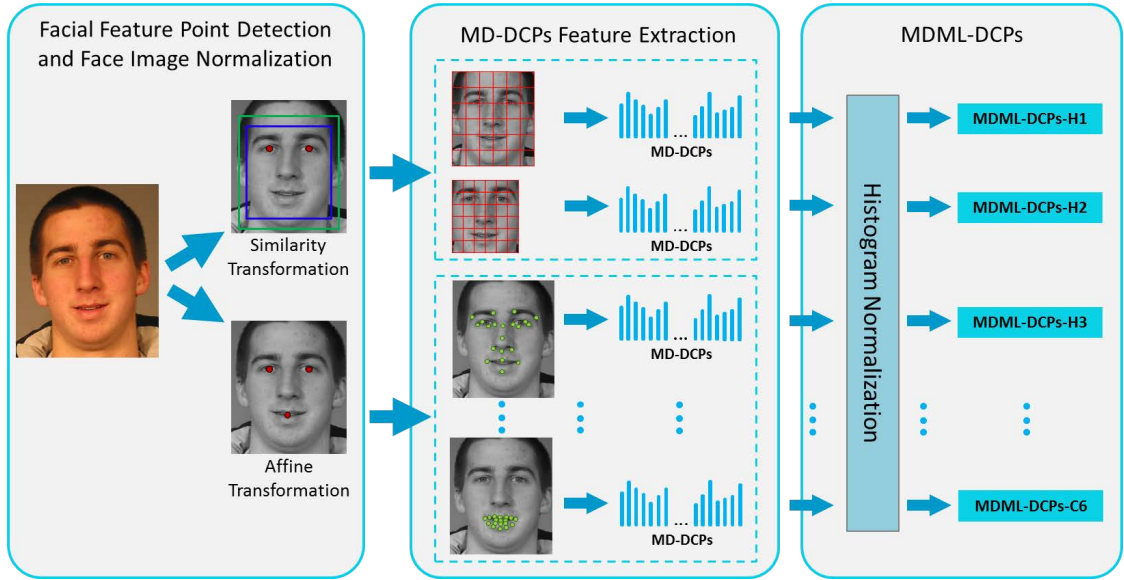 Facial Feature Point Detection
and Face Image Normalization
Similarity
Transformation
Affine
Transformation
MD-DCPs Feature Extraction
...
MD-DCPs
...
MD-DCPs
...
MD-DCPs
...
MD-DCPs
MDML-DCPs
Histogram Normalization
MDML-DCPs-H1
MDML-DCPs-H2
MDML-DCPs-H3
MDML-DCPs-C6